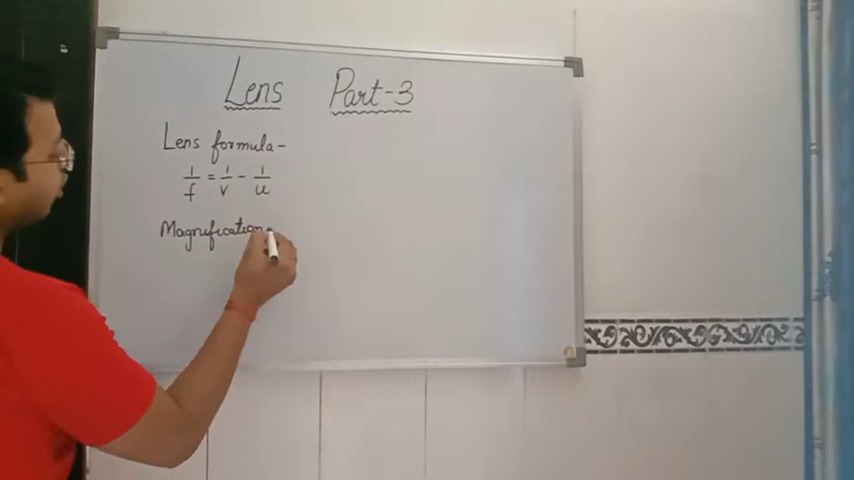 Lens Part-3
Lens formula-
1/f = 1/v - 1/u
Magnification